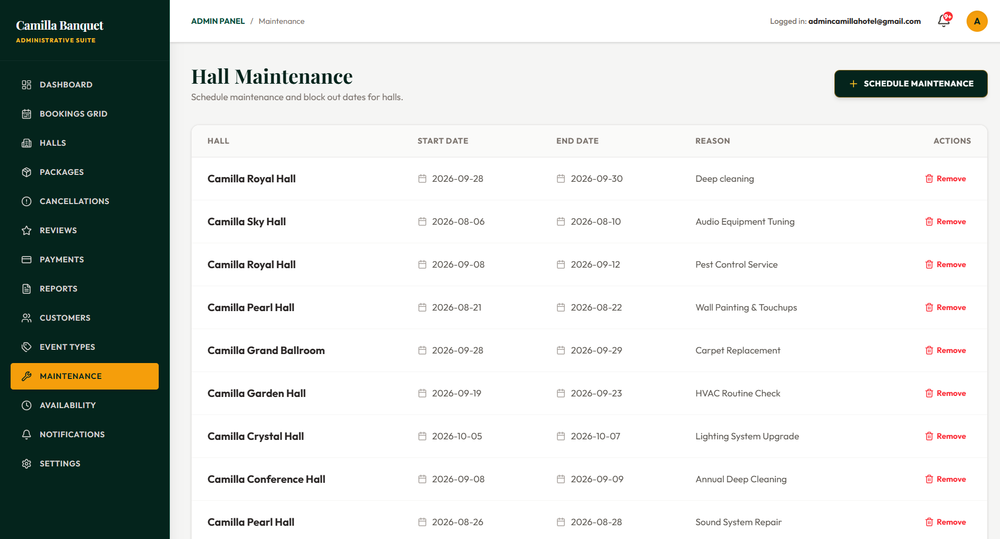 Camilla Banquet
ADMINISTRATIVE SUITE
DASHBOARD
BOOKINGS GRID
HALLS
PACKAGES
CANCELLATIONS
REVIEWS
PAYMENTS
REPORTS
CUSTOMERS
EVENT TYPES
MAINTENANCE
AVAILABILITY
NOTIFICATIONS
SETTINGS
ADMIN PANEL / Maintenance
Logged in: admincamillahotel@gmail.com 9+ A
Hall Maintenance
Schedule maintenance and block out dates for halls.
+ SCHEDULE MAINTENANCE
HALL START DATE END DATE REASON ACTIONS
Camilla Royal Hall 2026-09-28 2026-09-30 Deep cleaning Remove
Camilla Sky Hall 2026-08-06 2026-08-10 Audio Equipment Tuning Remove
Camilla Royal Hall 2026-09-08 2026-09-12 Pest Control Service Remove
Camilla Pearl Hall 2026-08-21 2026-08-22 Wall Painting & Touchups Remove
Camilla Grand Ballroom 2026-09-28 2026-09-29 Carpet Replacement Remove
Camilla Garden Hall 2026-09-19 2026-09-23 HVAC Routine Check Remove
Camilla Crystal Hall 2026-10-05 2026-10-07 Lighting System Upgrade Remove
Camilla Conference Hall 2026-09-08 2026-09-09 Annual Deep Cleaning Remove
Camilla Pearl Hall 2026-08-26 2026-08-28 Sound System Repair Remove